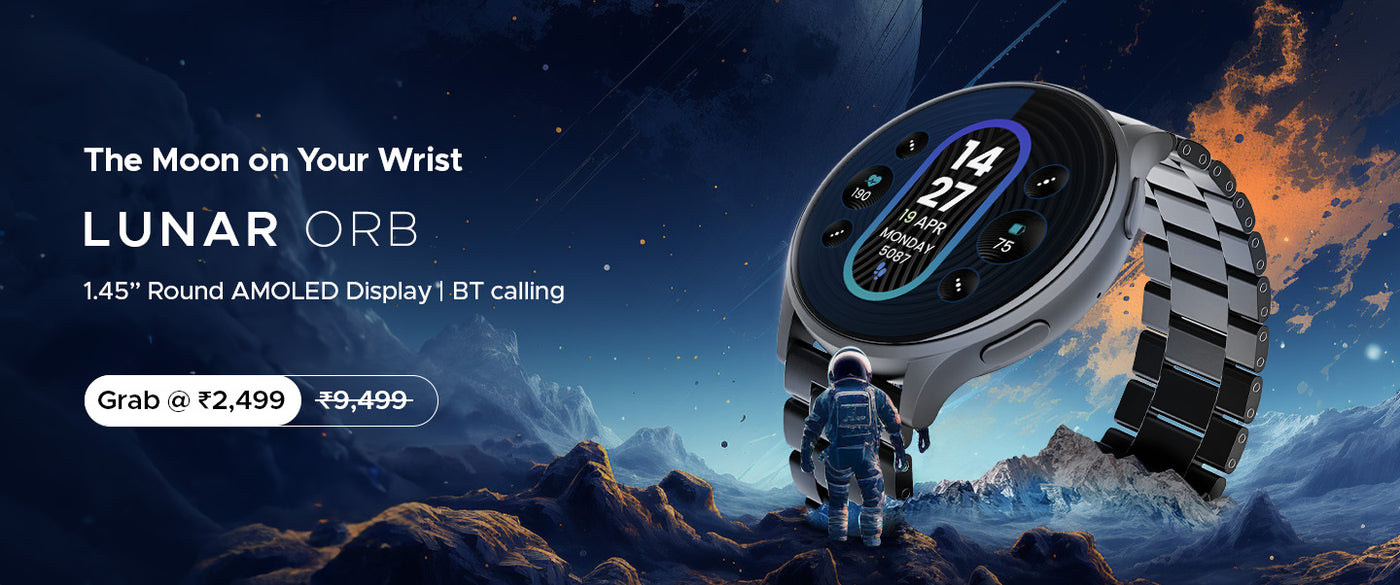 The Moon on Your Wrist
LUNAR ORB
1.45” Round AMOLED Display | BT calling
Grab @ ₹2,499 ₹9,499
14
27
19 APR
MONDAY
5087
190
75